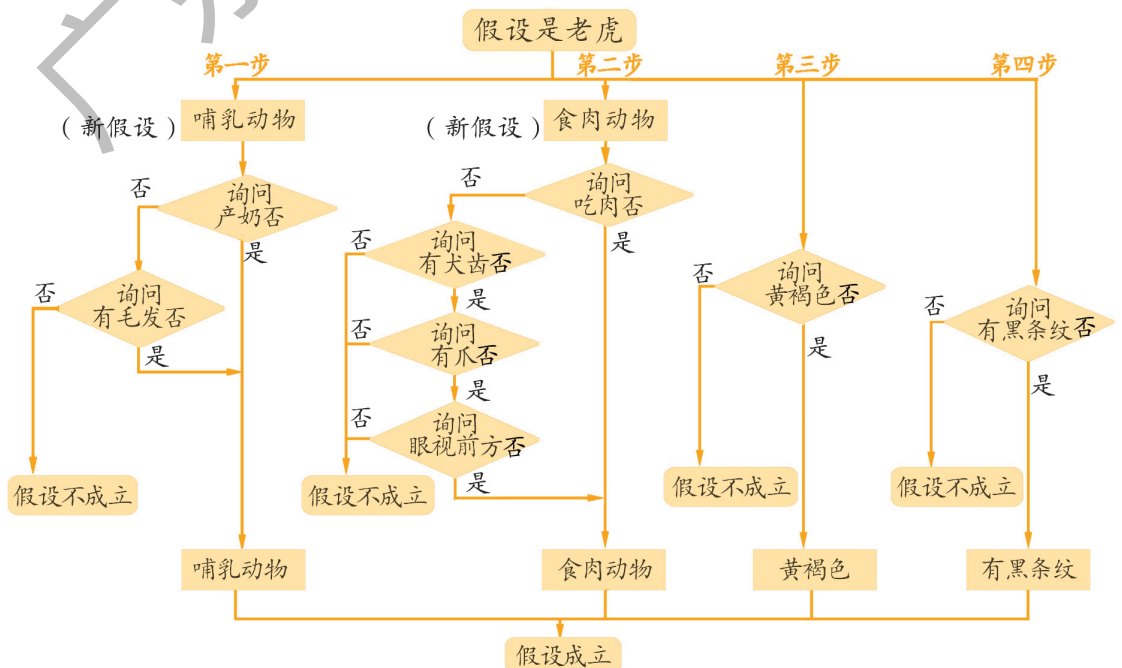 广东
假设是老虎
第一步
第二步
第三步
第四步
（新假设）
哺乳动物
（新假设）
食肉动物
否
询问
产奶否
是
否
询问
有毛发否
是
假设不成立
哺乳动物
否
询问
吃肉否
是
否
询问
有犬齿否
是
否
询问
有爪否
是
否
询问
眼视前方否
是
假设不成立
食肉动物
否
询问
黄褐色否
是
假设不成立
黄褐色
否
询问
有黑条纹否
是
假设不成立
有黑条纹
假设成立